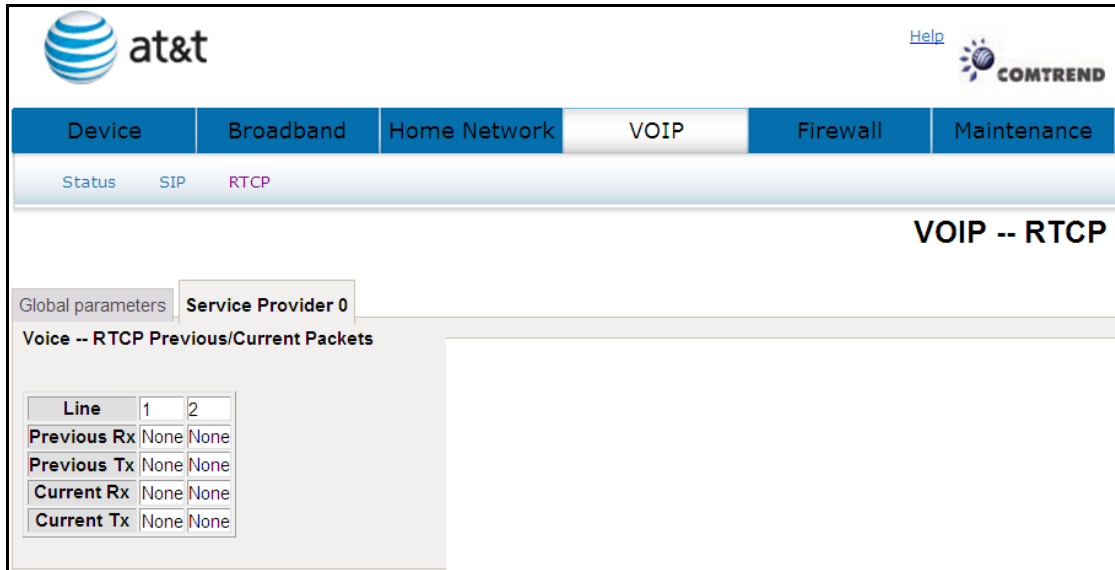 at&t
Help
COMTREND
Device Broadband Home Network VOIP Firewall Maintenance
Status SIP RTCP
VOIP -- RTCP
Global parameters Service Provider 0
Voice -- RTCP Previous/Current Packets
Line 1 2
Previous Rx None None
Previous Tx None None
Current Rx None None
Current Tx None None